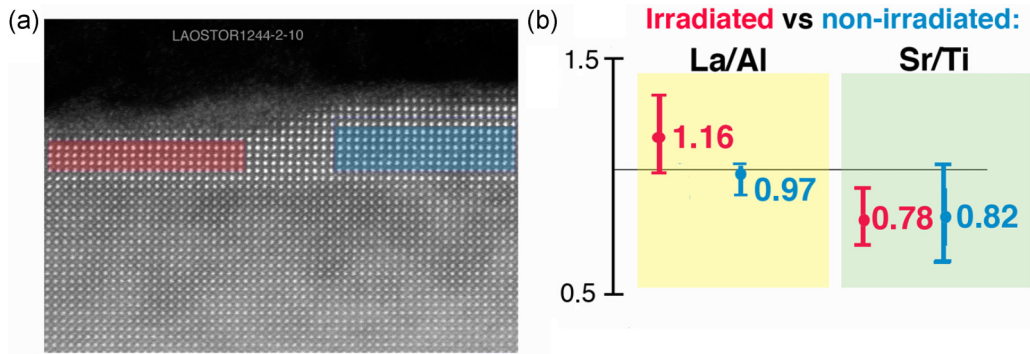 (a)
LAOSTOR1244-2-10
(b)
Irradiated vs non-irradiated:
La/Al Sr/Ti
1.5
1.16
0.97
0.78
0.82
0.5